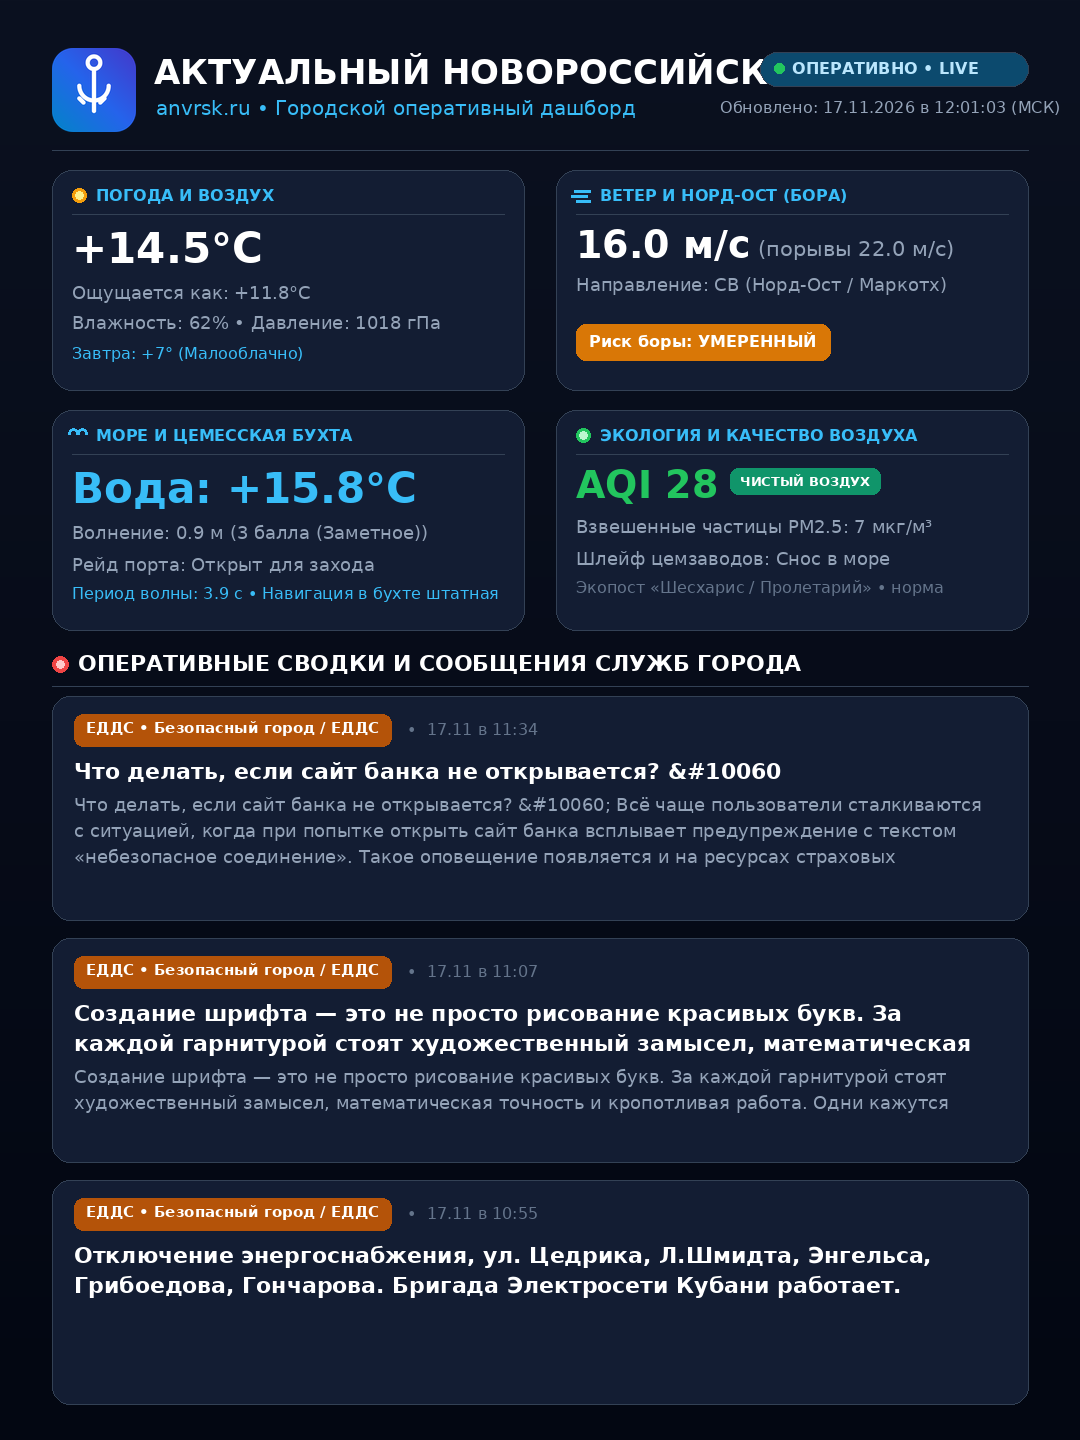 АКТУАЛЬНЫЙ НОВОРОССИЙСК
ОПЕРАТИВНО • LIVE
anvrsk.ru • Городской оперативный дашборд
Обновлено: 17.11.2026 в 12:01:03 (МСК)
ПОГОДА И ВОЗДУХ
+14.5°C
Ощущается как: +11.8°C
Влажность: 62% • Давление: 1018 гПа
Завтра: +7° (Малооблачно)
ВЕТЕР И НОРД-ОСТ (БОРА)
16.0 м/с (порывы 22.0 м/с)
Направление: СВ (Норд-Ост / Маркотх)
Риск боры: УМЕРЕННЫЙ
МОРЕ И ЦЕМЕССКАЯ БУХТА
Вода: +15.8°C
Волнение: 0.9 м (3 балла (Заметное))
Рейд порта: Открыт для захода
Период волны: 3.9 с • Навигация в бухте штатная
ЭКОЛОГИЯ И КАЧЕСТВО ВОЗДУХА
AQI 28 ЧИСТЫЙ ВОЗДУХ
Взвешенные частицы PM2.5: 7 мкг/м³
Шлейф цемзаводов: Снос в море
Экопост «Шесхарис / Пролетарий» • норма
ОПЕРАТИВНЫЕ СВОДКИ И СООБЩЕНИЯ СЛУЖБ ГОРОДА
ЕДДС • Безопасный город / ЕДДС • 17.11 в 11:34
Что делать, если сайт банка не открывается? &#10060
Что делать, если сайт банка не открывается? &#10060; Всё чаще пользователи сталкиваются
с ситуацией, когда при попытке открыть сайт банка всплывает предупреждение с текстом
«небезопасное соединение». Такое оповещение появляется и на ресурсах страховых
ЕДДС • Безопасный город / ЕДДС • 17.11 в 11:07
Создание шрифта — это не просто рисование красивых букв. За
каждой гарнитурой стоят художественный замысел, математическая
Создание шрифта — это не просто рисование красивых букв. За каждой гарнитурой стоят
художественный замысел, математическая точность и кропотливая работа. Одни кажутся
ЕДДС • Безопасный город / ЕДДС • 17.11 в 10:55
Отключение энергоснабжения, ул. Цедрика, Л.Шмидта, Энгельса,
Грибоедова, Гончарова. Бригада Электросети Кубани работает.